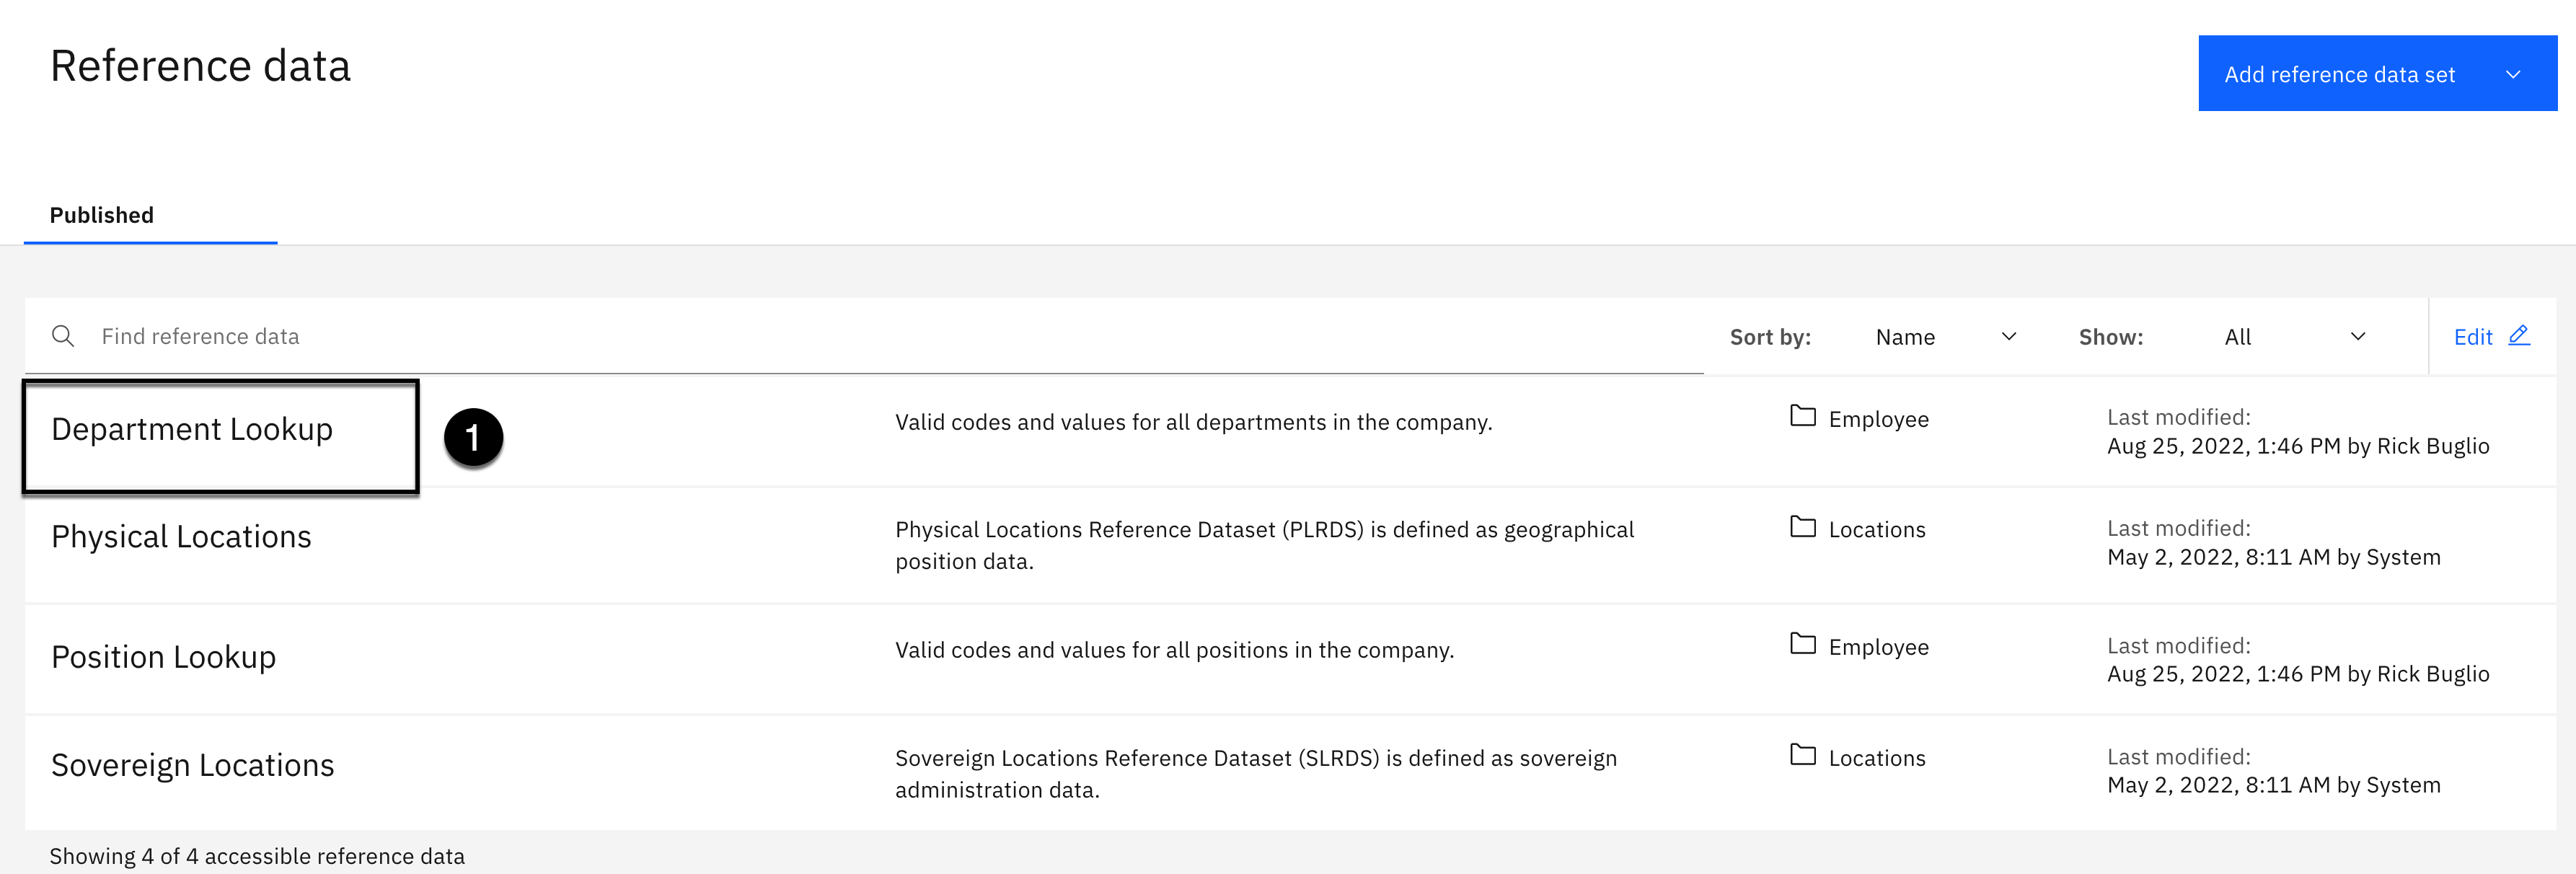 Reference data
Add reference data set
Published
Find reference data
Sort by: Name Show: All Edit
Department Lookup
1
Valid codes and values for all departments in the company.
Employee
Last modified:
Aug 25, 2022, 1:46 PM by Rick Buglio
Physical Locations
Physical Locations Reference Dataset (PLRDS) is defined as geographical
position data.
Locations
Last modified:
May 2, 2022, 8:11 AM by System
Position Lookup
Valid codes and values for all positions in the company.
Employee
Last modified:
Aug 25, 2022, 1:46 PM by Rick Buglio
Sovereign Locations
Sovereign Locations Reference Dataset (SLRDS) is defined as sovereign
administration data.
Locations
Last modified:
May 2, 2022, 8:11 AM by System
Showing 4 of 4 accessible reference data